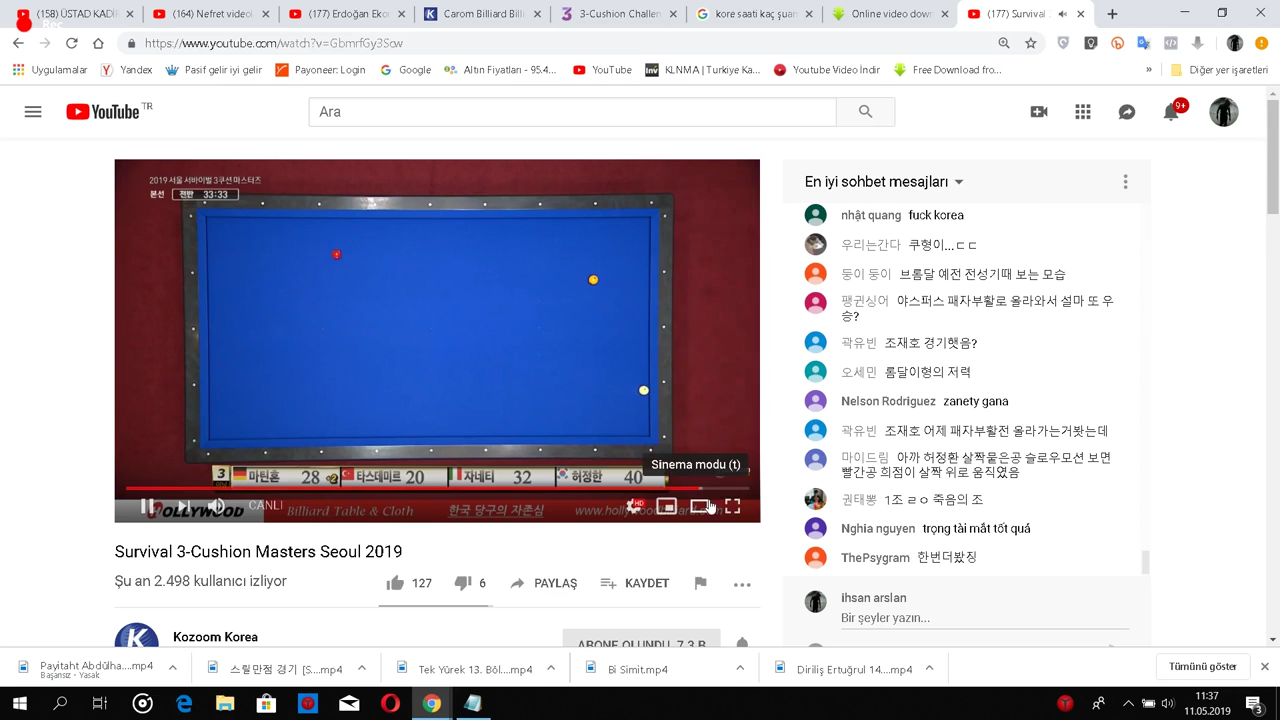 (158) ÜSTAD KADİR
(164) Nefret videol
(177) Erdoğan Ekor
Canlı Billard Billy
3-Cushion Challen
tesadi kaç şuan
Online video down
(177) Survival
https://www.youtube.com/watch?v=GbmrfGy3Scw
Uygulamalar
Yandex
Pasif gelir iyi gelir
Payoneer: Login
Google
Altın Fiyatları - 95.4...
YouTube
KLNMA | Turkiye Ka...
Youtube Video İndir
Free Download fro...
»
Diğer yer işaretleri
YouTube TR
Ara
9+
2019 서울 서바이벌 3쿠션 마스터즈
본선 전반 33:33
3
마틴혼 28
타스데미르 20
자네티 32
허정한 40
Sinema modu (t)
CANLI
HD
HOLLYWOOD
Billiard Table & Cloth
한국 당구의 자존심
Survival 3-Cushion Masters Seoul 2019
Şu an 2.498 kullanıcı izliyor
127
6
PAYLAŞ
KAYDET
Kozoom Korea
ABONE OLUNDU 7,3 B
En iyi sohbet mesajları
nhật quang fuck korea
우리는간다 쿠형이...ㄷㄷ
둥이 둥이 브롬달 예전 전성기때 보는 모습
팽귄싱어 야스퍼스 패자부활로 올라와서 설마 또 우
승?
곽유빈 조재호 경기햇음?
오세민 롬달이형의 저력
Nelson Rodriguez zanety gana
곽유빈 조재호 어제 패자부활전 올라가는거봣는데
마이드림 아까 허정환 살짝물은공 슬로우모션 보면
빨간공 희점이 살짝 위로 움직였음
권태뽕 1조 ㄹㅇ 죽음의 조
Nghia nguyen trọng tài mắt tốt quá
ThePsygram 한번더봤징
ihsan arslan
Bir şeyler yazın...
Payitaht Abdülha....mp4
Başarısız - Yasak
스릴만점 경기 [S....mp4
Tek Yürek 13. Böl....mp4
Bi Simit.mp4
Diriliş Ertuğrul 14....mp4
Tümünü göster
11:37
11.05.2019
3